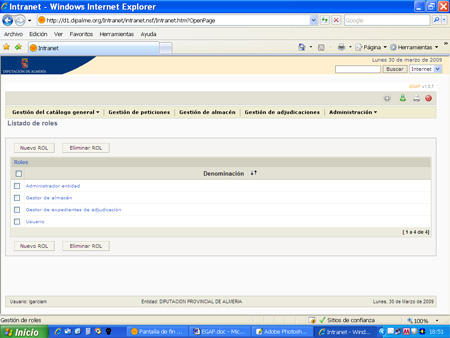 Intranet - Windows Internet Explorer
http://d1.dipalme.org/Intranet/intranet.nsf/Intranet.htm?OpenPage
Google
Archivo Edición Ver Favoritos Herramientas Ayuda
Intranet
Página Herramientas
DIPUTACIÓN DE ALMERÍA
Lunes 30 de marzo de 2009
Buscar Internet
EGAP v1.0.7
Gestión del catálogo general Gestión de peticiones Gestión de almacén Gestión de adjudicaciones Administración
Listado de roles
Nuevo ROL Eliminar ROL
Roles
Denominación
Administrador entidad
Gestor de almacén
Gestor de expedientes de adjudicación
Usuario
[1 a 4 de 4]
Nuevo ROL Eliminar ROL
Usuario: lgarciam Entidad: DIPUTACION PROVINCIAL DE ALMERIA Lunes, 30 de Marzo de 2009
Gestión de roles Sitios de confianza 100%
Inicio Pantalla de fin ... EGAP.doc - Mic... Adobe Photosh... Intranet - Wind... 18:51